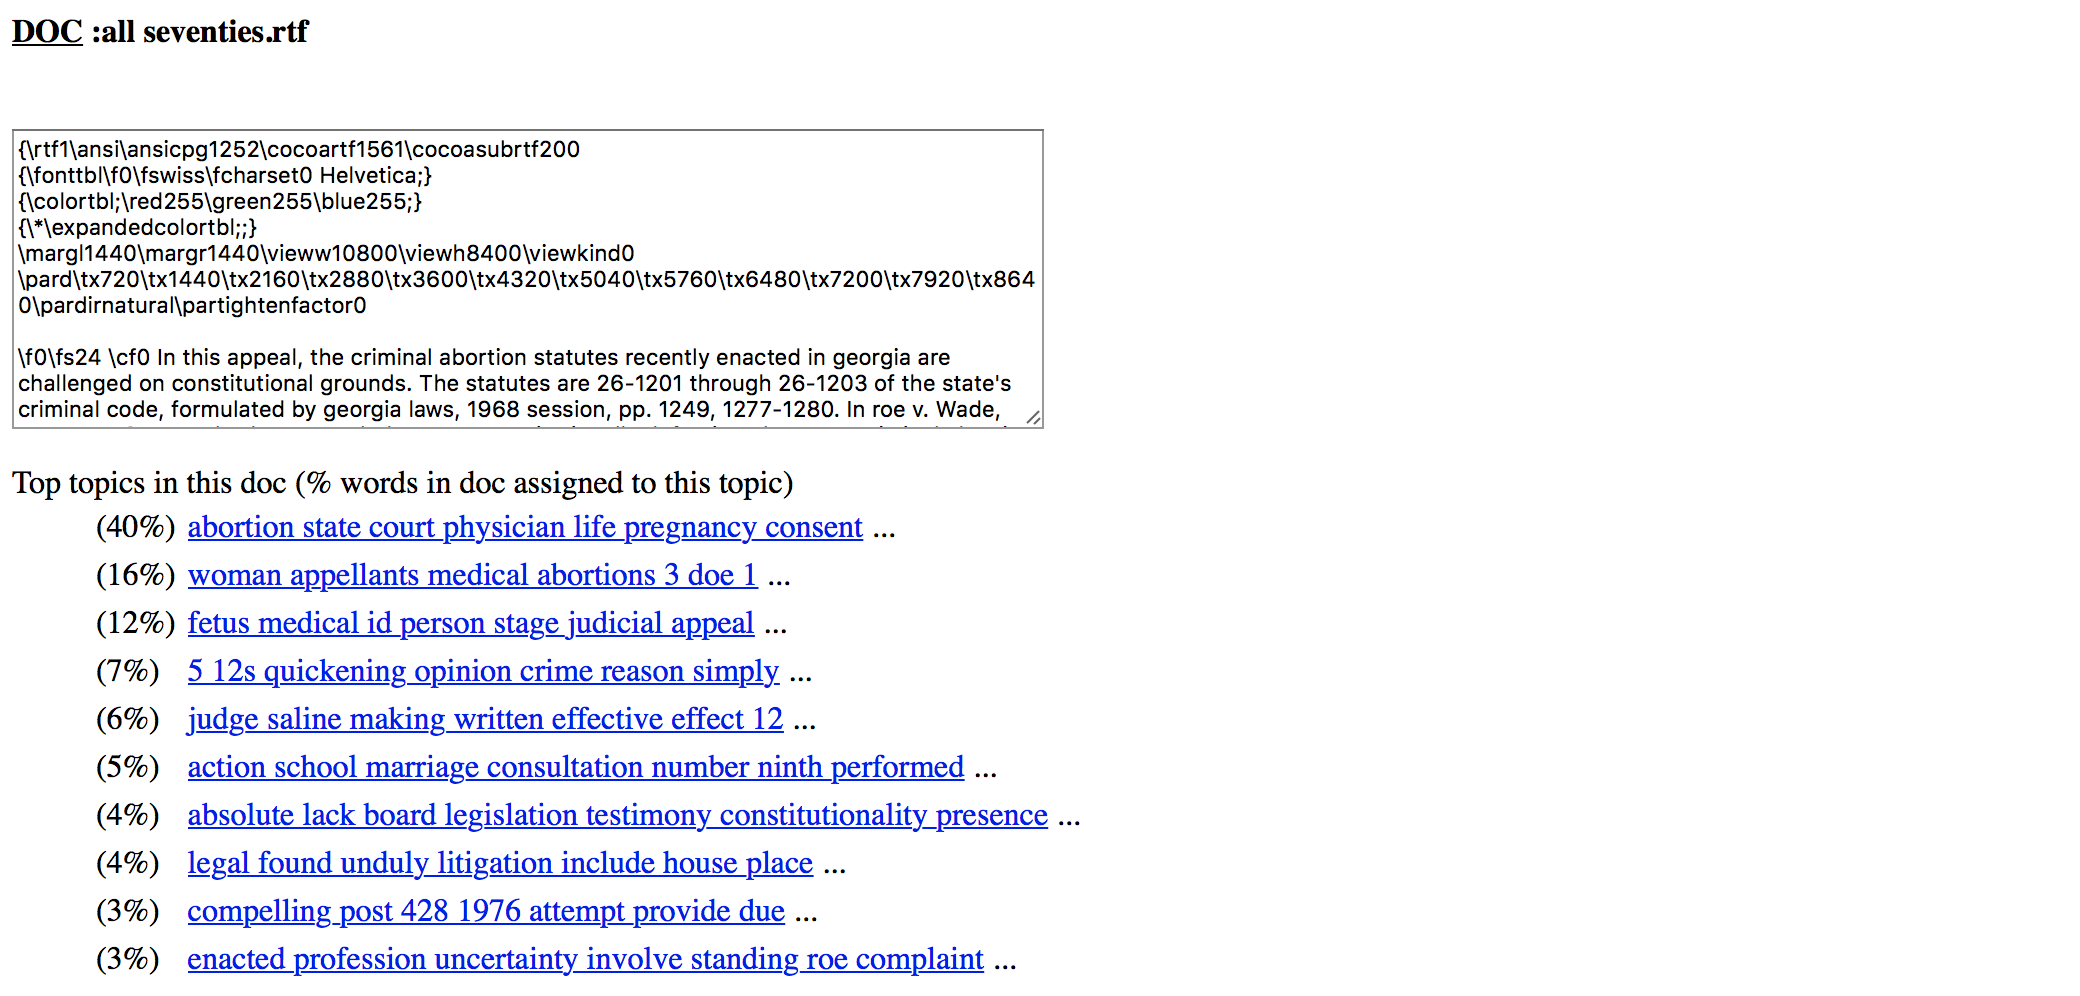 DOC :all seventies.rtf
{\rtf1\ansi\ansicpg1252\cocoartf1561\cocoasubrtf200
{\fonttbl\f0\fswiss\fcharset0 Helvetica;}
{\colortbl;\red255\green255\blue255;}
{\*\expandedcolortbl;;}
\margl1440\margr1440\vieww10800\viewh8400\viewkind0
\pard\tx720\tx1440\tx2160\tx2880\tx3600\tx4320\tx5040\tx5760\tx6480\tx7200\tx7920\tx864
0\pardirnatural\partightenfactor0
\f0\fs24 \cf0 In this appeal, the criminal abortion statutes recently enacted in georgia are
challenged on constitutional grounds. The statutes are 26-1201 through 26-1203 of the state's
criminal code, formulated by georgia laws, 1968 session, pp. 1249, 1277-1280. In roe v. Wade,
Top topics in this doc (% words in doc assigned to this topic)
(40%) abortion state court physician life pregnancy consent ...
(16%) woman appellants medical abortions 3 doe 1 ...
(12%) fetus medical id person stage judicial appeal ...
(7%) 5 12s quickening opinion crime reason simply ...
(6%) judge saline making written effective effect 12 ...
(5%) action school marriage consultation number ninth performed ...
(4%) absolute lack board legislation testimony constitutionality presence ...
(4%) legal found unduly litigation include house place ...
(3%) compelling post 428 1976 attempt provide due ...
(3%) enacted profession uncertainty involve standing roe complaint ...